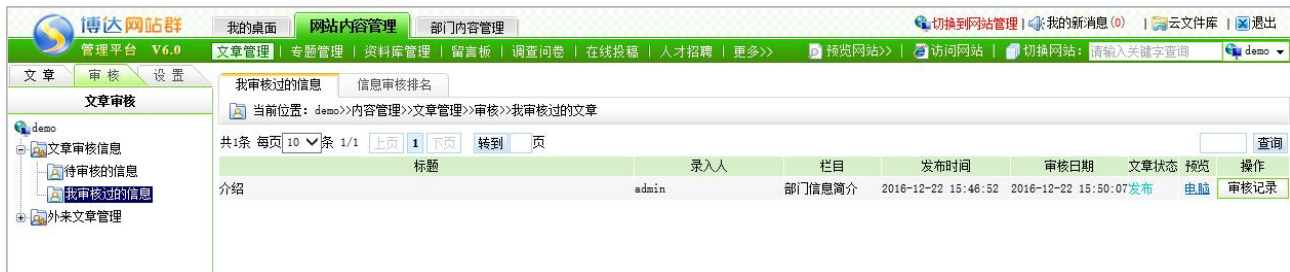 博达网站群
管理平台 V6.0
我的桌面 网站内容管理 部门内容管理
切换到网站管理 | 我的新消息(0) | 云文件库 | 退出
文章管理 | 专题管理 | 资料库管理 | 留言板 | 调查问卷 | 在线投稿 | 人才招聘 | 更多>>
预览网站>> | 访问网站 | 切换网站: 请输入关键字查询 demo
文章 审核 设置
文章审核
demo
文章审核信息
待审核的信息
我审核过的信息
外来文章管理
我审核过的信息 信息审核排名
当前位置: demo>>内容管理>>文章管理>>审核>>我审核过的文章
共1条 每页 10 条 1/1 上页 1 下页 转到 页 查询
标题 录入人 栏目 发布时间 审核日期 文章状态 预览 操作
介绍 admin 部门信息简介 2016-12-22 15:46:52 2016-12-22 15:50:07 发布 电脑 审核记录